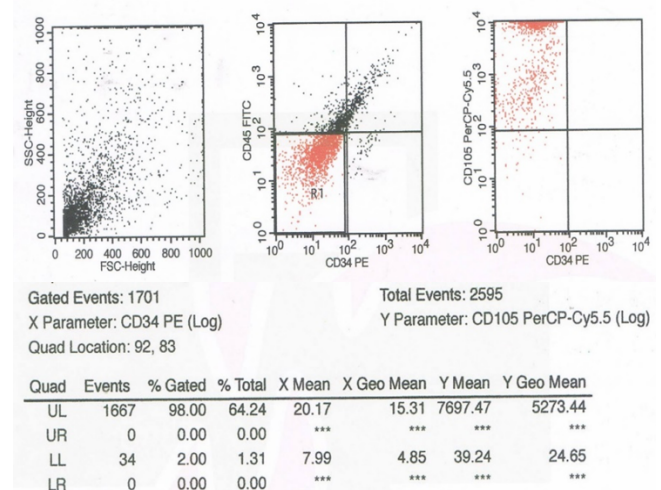 1000
800
600
400
200
0
SSC-Height
0 200 400 600 800 1000
FSC-Height
10^4
10^3
10^2
10^1
10^0
CD45 FITC
R1
10^0 10^1 10^2 10^3 10^4
CD34 PE
10^4
10^3
10^2
10^1
10^0
CD105 PerCP-Cy5.5
10^0 10^1 10^2 10^3 10^4
CD34 PE
Gated Events: 1701
Total Events: 2595
X Parameter: CD34 PE (Log)
Y Parameter: CD105 PerCP-Cy5.5 (Log)
Quad Location: 92, 83
Quad Events % Gated % Total X Mean X Geo Mean Y Mean Y Geo Mean
UL 1667 98.00 64.24 20.17 15.31 7697.47 5273.44
UR 0 0.00 0.00 *** *** *** ***
LL 34 2.00 1.31 7.99 4.85 39.24 24.65
LR 0 0.00 0.00 *** *** *** ***